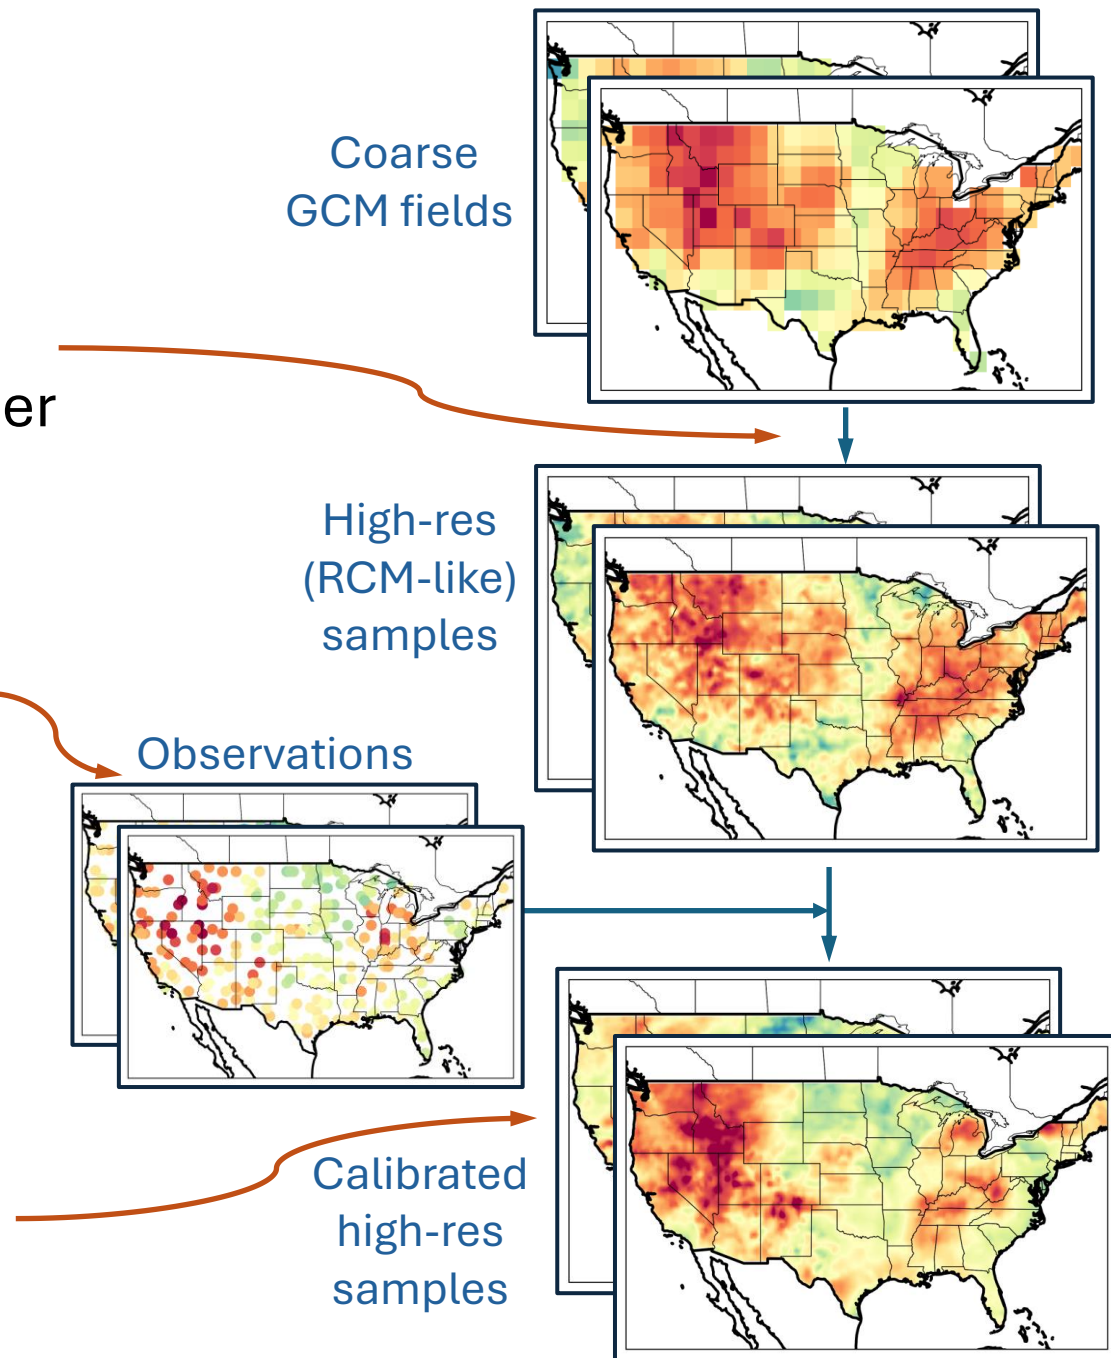 Coarse
GCM fields
er
High-res
(RCM-like)
samples
Observations
Calibrated
high-res
samples